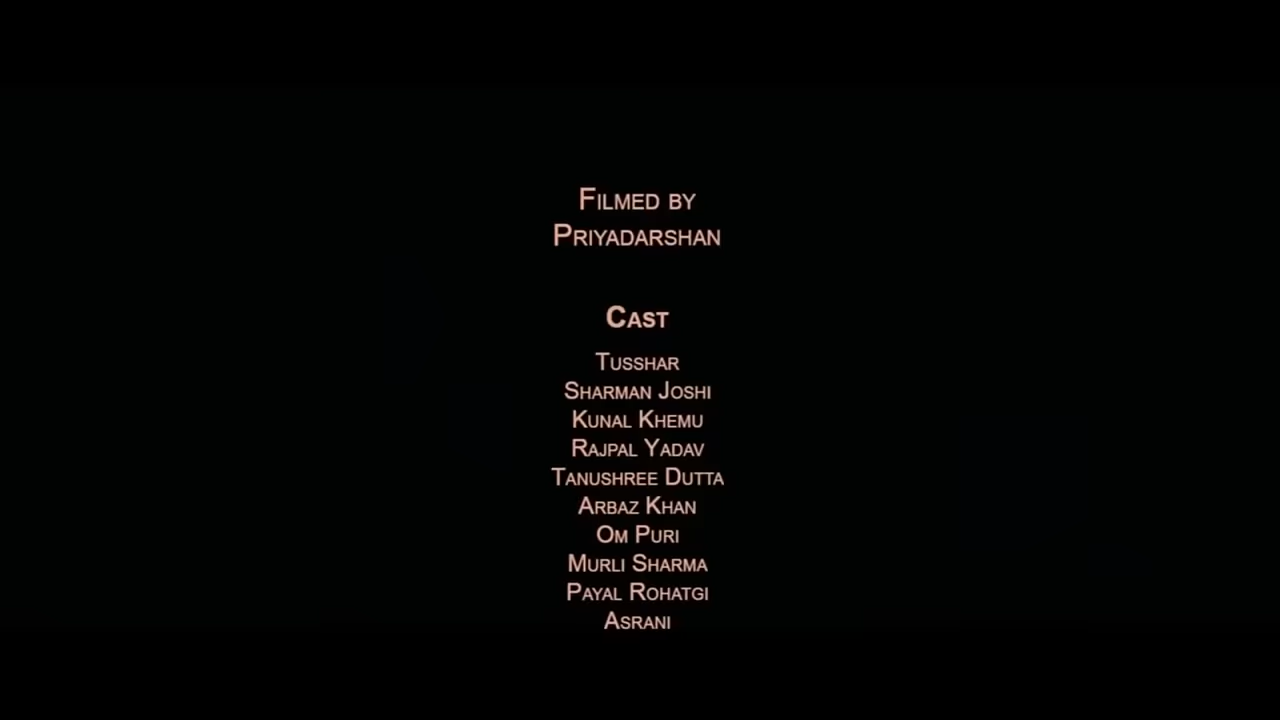 Filmed by
Priyadarshan
Cast
Tusshar
Sharman Joshi
Kunal Khemu
Rajpal Yadav
Tanushree Dutta
Arbaz Khan
Om Puri
Murli Sharma
Payal Rohatgi
Asrani